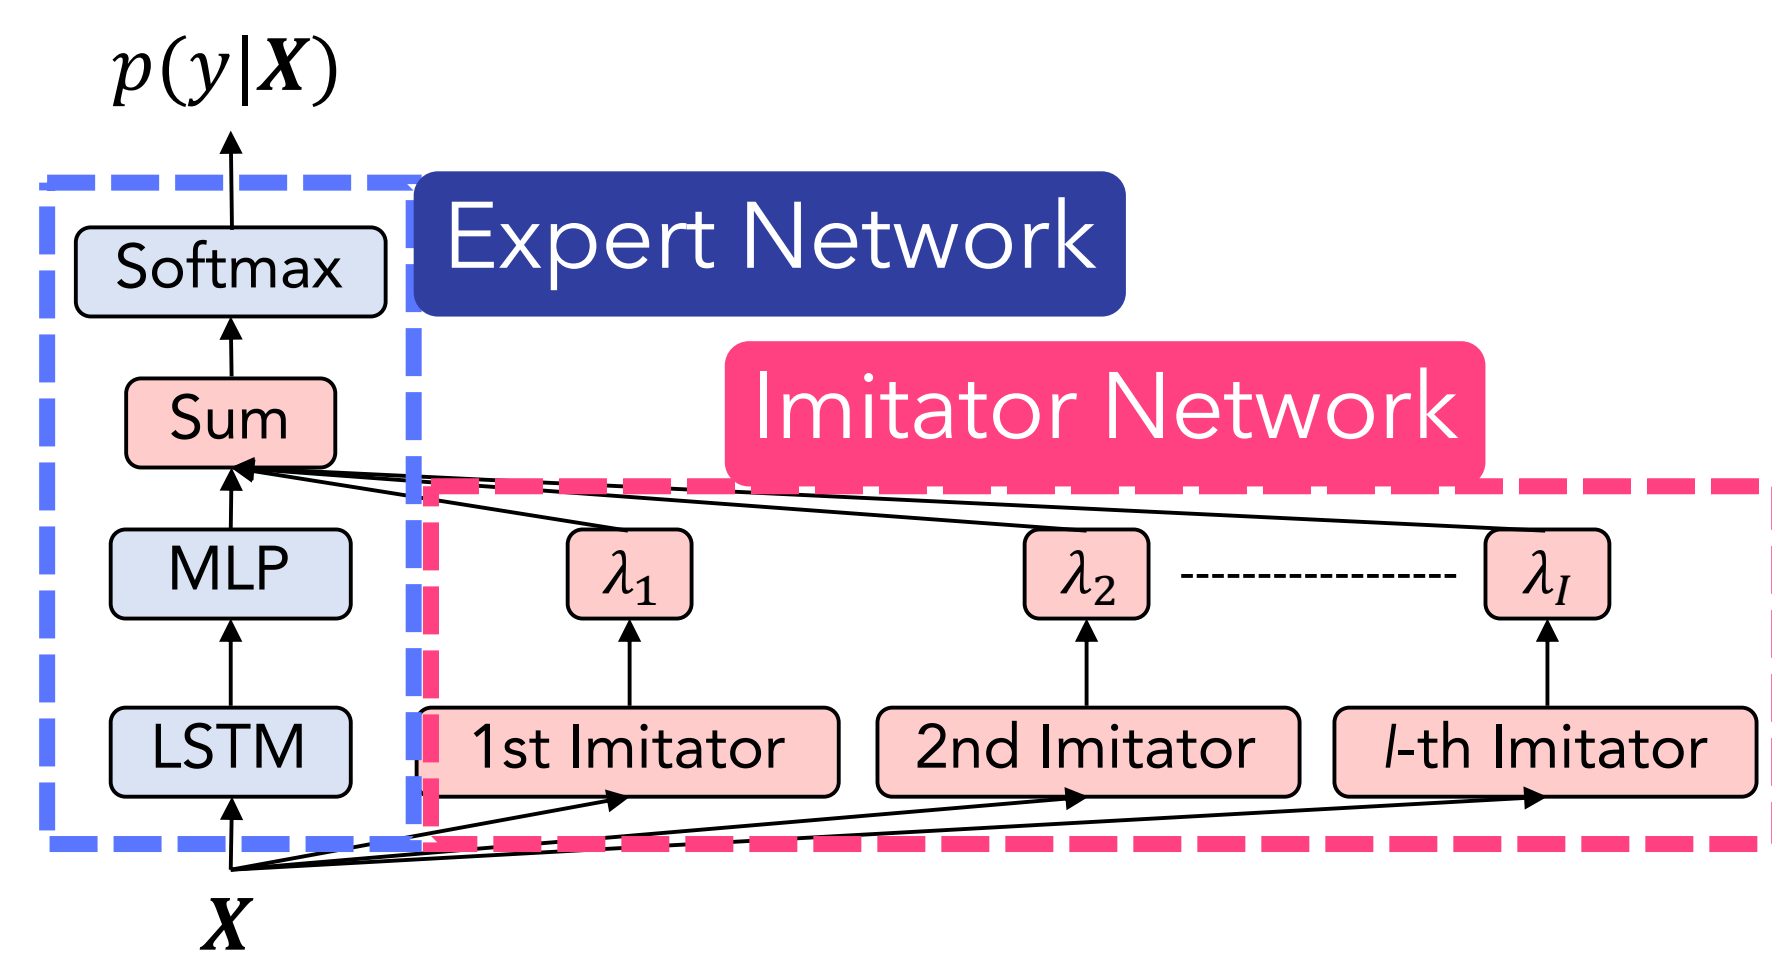 p(y|X)
Expert Network
Softmax
Imitator Network
Sum
MLP
λ1
λ2
λI
LSTM
1st Imitator
2nd Imitator
I-th Imitator
X